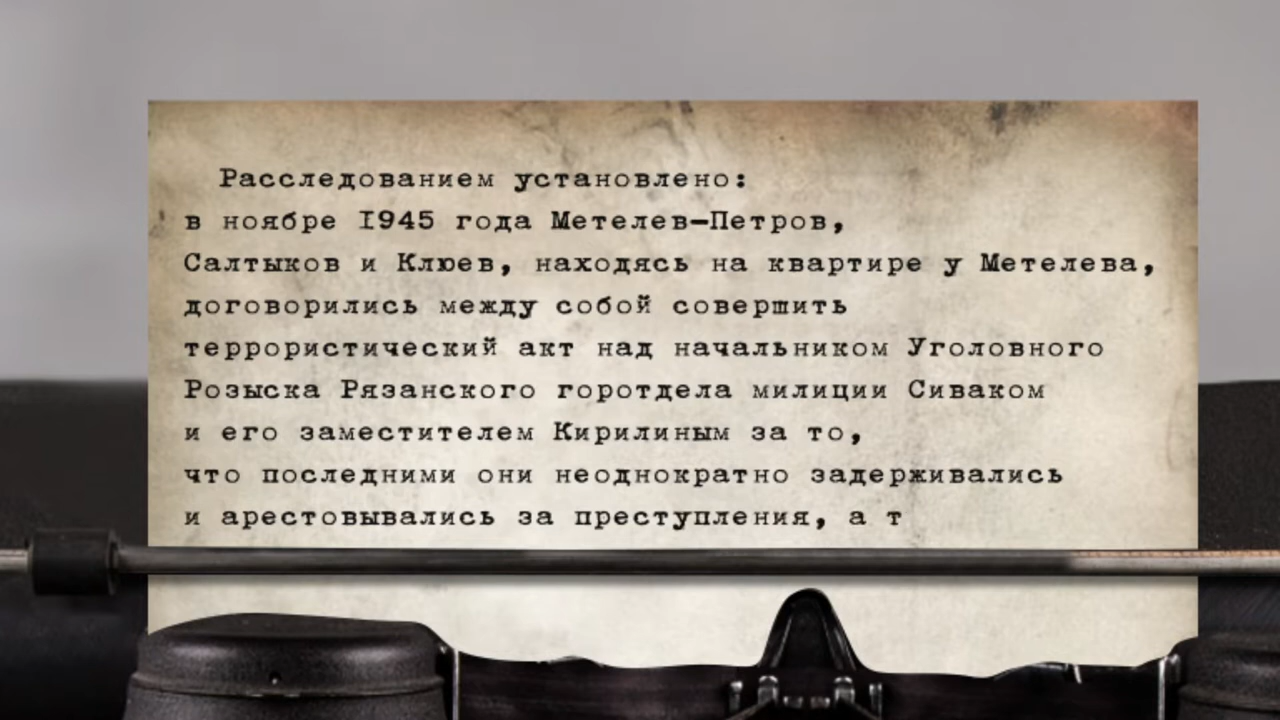 Расследованием установлено:
в ноябре 1945 года Метелев-Петров,
Салтыков и Клюев, находясь на квартире у Метелева,
договорились между собой совершить
террористический акт над начальником Уголовного
Розыска Рязанского горотдела милиции Сиваком
и его заместителем Кирилиным за то,
что последними они неоднократно задерживались
и арестовывались за преступления, а т